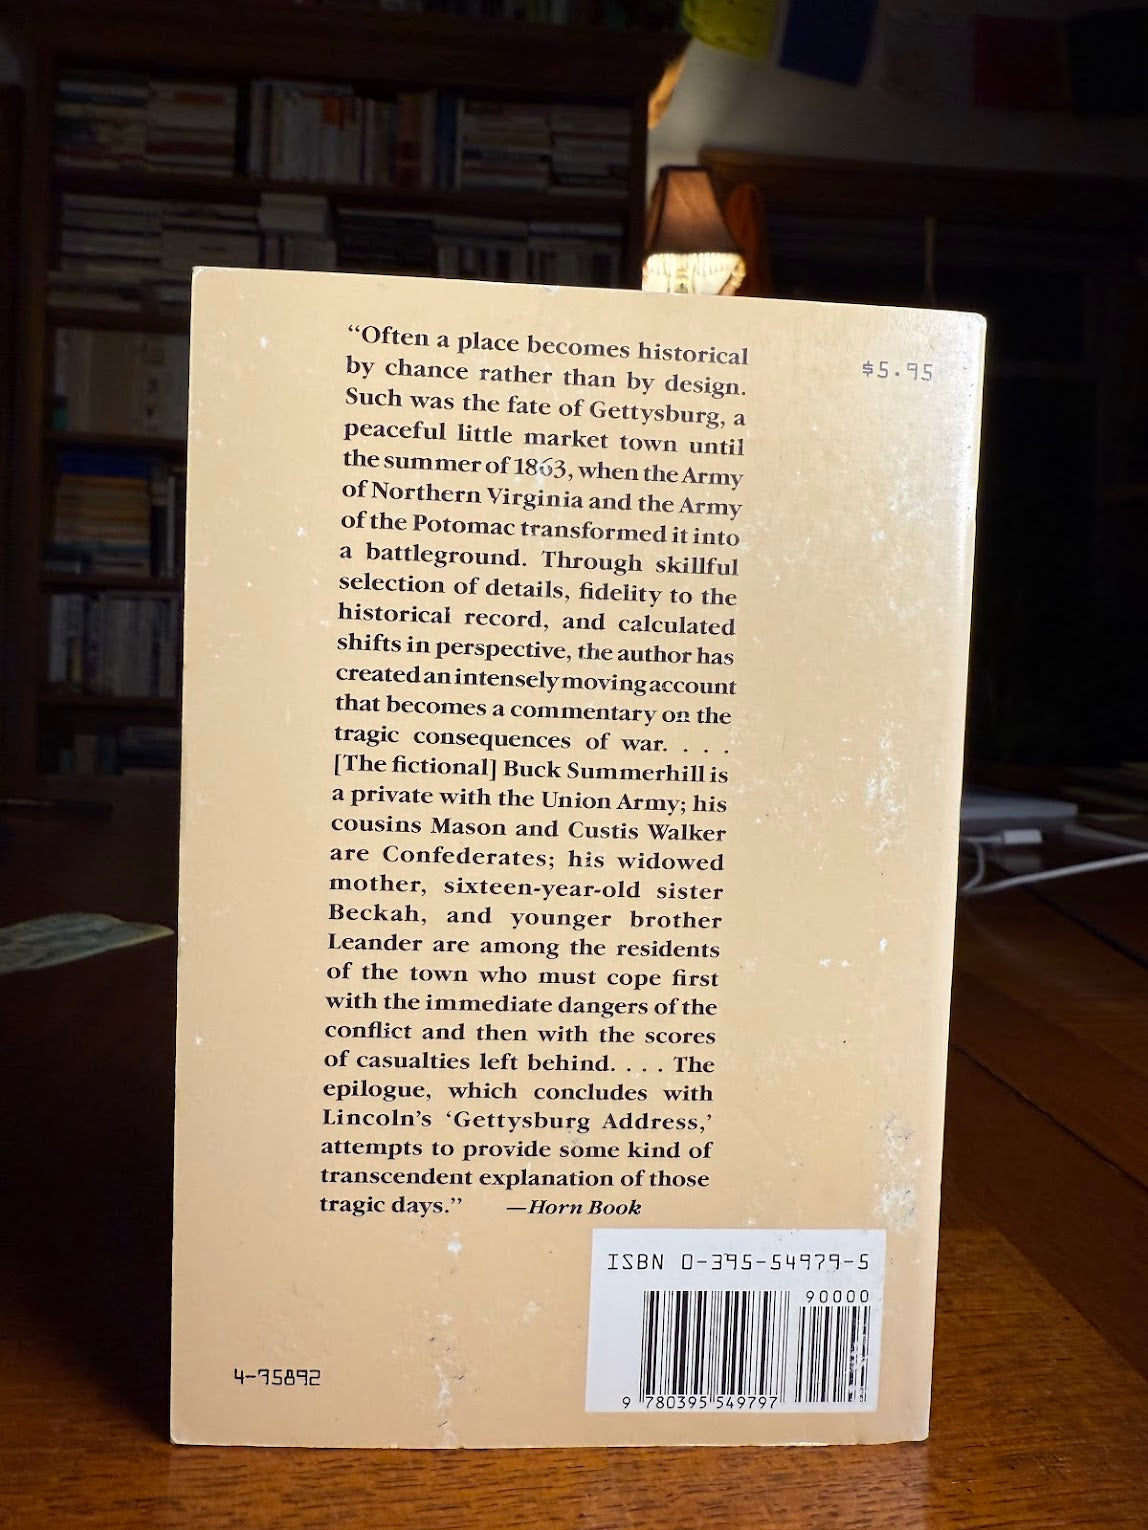 “Often a place becomes historical
by chance rather than by design.
Such was the fate of Gettysburg, a
peaceful little market town until
the summer of 1863, when the Army
of Northern Virginia and the Army
of the Potomac transformed it into
a battleground. Through skillful
selection of details, fidelity to the
historical record, and calculated
shifts in perspective, the author has
created an intensely moving account
that becomes a commentary on the
tragic consequences of war. . . .
[The fictional] Buck Summerhill is
a private with the Union Army; his
cousins Mason and Custis Walker
are Confederates; his widowed
mother, sixteen-year-old sister
Beckah, and younger brother
Leander are among the residents
of the town who must cope first
with the immediate dangers of the
conflict and then with the scores
of casualties left behind. . . . The
epilogue, which concludes with
Lincoln’s ‘Gettysburg Address,’
attempts to provide some kind of
transcendent explanation of those
tragic days.” —Horn Book
$5.95
ISBN 0-395-54979-5
90000
9 780395 549797
4-95892